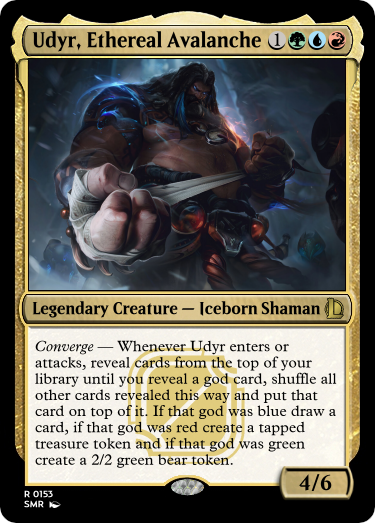 Udyr, Ethereal Avalanche 1
Legendary Creature — Iceborn Shaman
Converge — Whenever Udyr enters or
attacks, reveal cards from the top of your
library until you reveal a god card, shuffle all
other cards revealed this way and put that
card on top of it. If that god was blue draw a
card, if that god was red create a tapped
treasure token and if that god was green
create a 2/2 green bear token.
4/6
R 0153
SMR